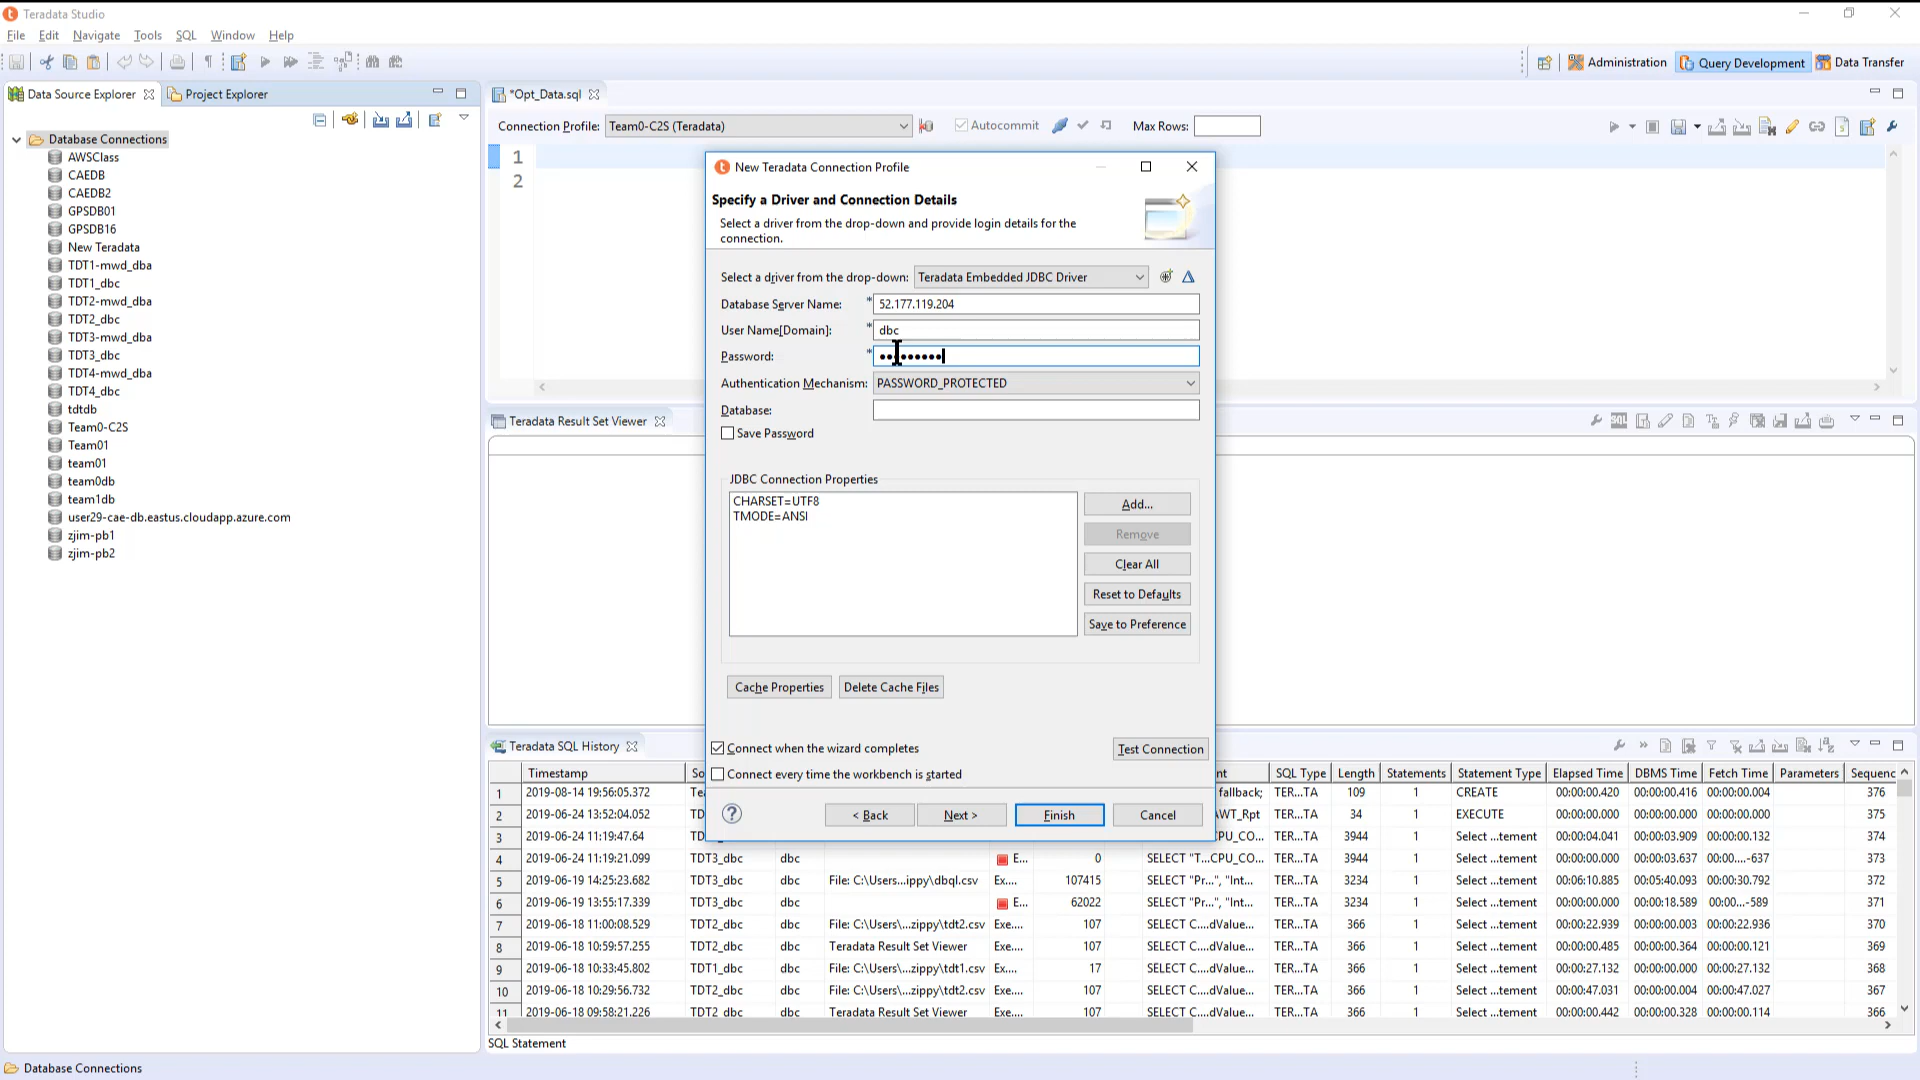 Teradata Studio
File Edit Navigate Tools SQL Window Help
Administration Query Development Data Transfer
Data Source Explorer Project Explorer
Database Connections
AWSClass
CAEDB
CAEDB2
GPSDB01
GPSDB16
New Teradata
TDT1-mwd_dba
TDT1_dbc
TDT2-mwd_dba
TDT2_dbc
TDT3-mwd_dba
TDT3_dbc
TDT4-mwd_dba
TDT4_dbc
tdtdb
Team0-C2S
Team01
team01
team0db
team1db
user29-cae-db.eastus.cloudapp.azure.com
zjim-pb1
zjim-pb2
*Opt_Data.sql
Connection Profile: Team0-C2S (Teradata) Autocommit Max Rows:
1
2
New Teradata Connection Profile
Specify a Driver and Connection Details
Select a driver from the drop-down and provide login details for the
connection.
Select a driver from the drop-down: Teradata Embedded JDBC Driver
Database Server Name: * 52.177.119.204
User Name[Domain]: * dbc
Password: * •••••••••
Authentication Mechanism: PASSWORD_PROTECTED
Database:
Save Password
JDBC Connection Properties
CHARSET=UTF8
TMODE=ANSI
Add...
Remove
Clear All
Reset to Defaults
Save to Preference
Cache Properties Delete Cache Files
Connect when the wizard completes Test Connection
Connect every time the workbench is started
< Back Next > Finish Cancel
Teradata Result Set Viewer
Teradata SQL History
Timestamp So nt SQL Type Length Statements Statement Type Elapsed Time DBMS Time Fetch Time Parameters Sequenc
1 2019-08-14 19:56:05.372 Tea fallback; TER...TA 109 1 CREATE 00:00:00.420 00:00:00.416 00:00:00.004 376
2 2019-06-24 13:52:04.052 TD AWT_Rpt TER...TA 34 1 EXECUTE 00:00:00.000 00:00:00.000 00:00:00.000 375
3 2019-06-24 11:19:47.64 TD CPU_CO... TER...TA 3944 1 Select ...tement 00:00:04.041 00:00:03.909 00:00:00.132 374
4 2019-06-24 11:19:21.099 TDT3_dbc dbc E... 0 SELECT "T...CPU_CO... TER...TA 3944 1 Select ...tement 00:00:00.000 00:00:03.637 00:00....-637 373
5 2019-06-19 14:25:23.682 TDT3_dbc dbc File: C:\Users...ippy\dbql.csv Ex.... 107415 SELECT "Pr...", "Int... TER...TA 3234 1 Select ...tement 00:06:10.885 00:05:40.093 00:00:30.792 372
6 2019-06-19 13:55:17.339 TDT3_dbc dbc E... 62022 SELECT "Pr...", "Int... TER...TA 3234 1 Select ...tement 00:00:00.000 00:00:18.589 00:00...-589 371
7 2019-06-18 11:00:08.529 TDT2_dbc dbc File: C:\Users\...zippy\tdt2.csv Exe.... 107 SELECT C....dValue... TER...TA 366 1 Select ...tement 00:00:22.939 00:00:00.003 00:00:22.936 370
8 2019-06-18 10:59:57.255 TDT2_dbc dbc Teradata Result Set Viewer Exe.... 107 SELECT C....dValue... TER...TA 366 1 Select ...tement 00:00:00.485 00:00:00.364 00:00:00.121 369
9 2019-06-18 10:33:45.802 TDT1_dbc dbc File: C:\Users\...zippy\tdt1.csv Ex.... 17 SELECT C....dValue... TER...TA 366 1 Select ...tement 00:00:27.132 00:00:00.000 00:00:27.132 368
10 2019-06-18 10:29:56.732 TDT2_dbc dbc File: C:\Users\...zippy\tdt2.csv Exe.... 107 SELECT C....dValue... TER...TA 366 1 Select ...tement 00:00:47.031 00:00:00.004 00:00:47.027 367
11 2019-06-18 09:58:21.226 TDT2_dbc dbc Teradata Result Set Viewer Exe.... 107 SELECT C....dValue... TER...TA 366 1 Select ...tement 00:00:00.442 00:00:00.328 00:00:00.114 366
SQL Statement
Database Connections